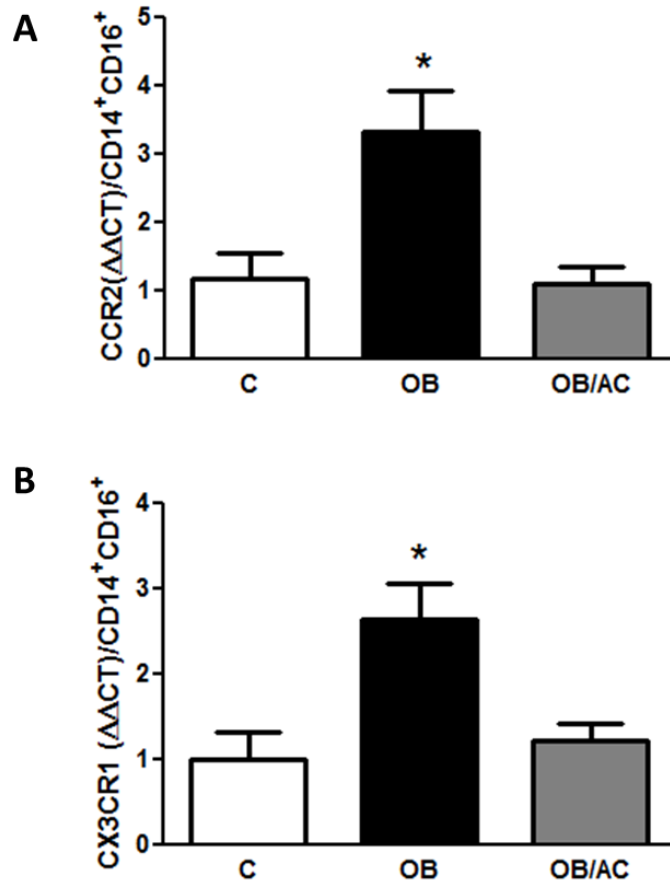 A
CCR2(ΔΔCT)/CD14⁺CD16⁺
5
4
3
2
1
0
*
C
OB
OB/AC
B
CX3CR1 (ΔΔCT)/CD14⁺CD16⁺
4
3
2
1
0
*
C
OB
OB/AC